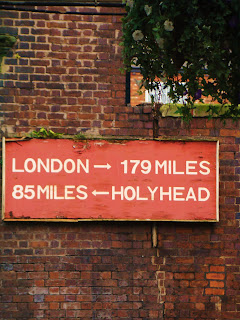 LONDON → 179 MILES
85 MILES ← HOLYHEAD